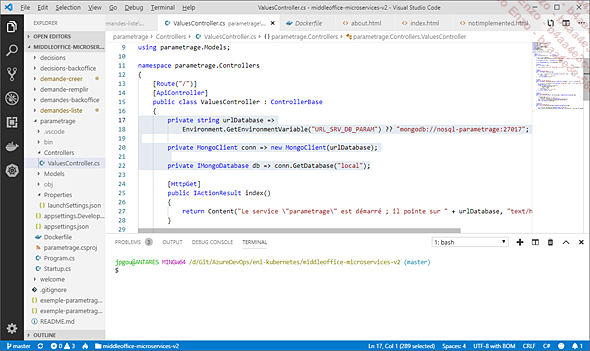 File Edit Selection View Go Debug Terminal Help
ValuesController.cs - middleoffice-microservices-v2 - Visual Studio Code
EXPLORER
OPEN EDITORS
MIDDLEOFFICE-MICROSER...
decisions
decisions-backoffice
demande-creer
demande-remplir
demandes-backoffice
demandes-liste
parametrage
.vscode
bin
Controllers
ValuesController.cs
Models
obj
Properties
launchSettings.json
appsettings.Develop...
appsettings.json
Dockerfile
parametrage.csproj
Program.cs
Startup.cs
welcome
.gitignore
exemple-parametrag...
exemple-parametrag...
README.md
OUTLINE
ValuesController.cs parametrage\...
Dockerfile
about.html
index.html
notimplemented.html
parametrage ▸ Controllers ▸ ValuesController.cs ▸ {} parametrage.Controllers ▸ parametrage.Controllers.ValuesController
9 using parametrage.Models;
10
11 namespace parametrage.Controllers
12 {
13 [Route("/")]
14 [ApiController]
15 public class ValuesController : ControllerBase
16 {
17 private string urlDatabase =>
18 Environment.GetEnvironmentVariable("URL_SRV_DB_PARAM") ?? "mongodb://nosql-parametrage:27017";
19
20 private MongoClient conn => new MongoClient(urlDatabase);
21
22 private IMongoDatabase db => conn.GetDatabase("local");
23
24 [HttpGet]
25 public IActionResult index()
26 {
27 return Content("Le service \"parametrage\" est démarré ; il pointe sur " + urlDatabase, "text/h
28 }
29
PROBLEMS 3 OUTPUT DEBUG CONSOLE TERMINAL
1: bash
jpgou@ANTARES MINGW64 /d/Git/AzureDevOps/eni-kubernetes/middleoffice-microservices-v2 (master)
$
master 0 3 middleoffice-microservices-v2
Ln 17, Col 1 (289 selected) Spaces: 4 UTF-8 with BOM CRLF C# 1